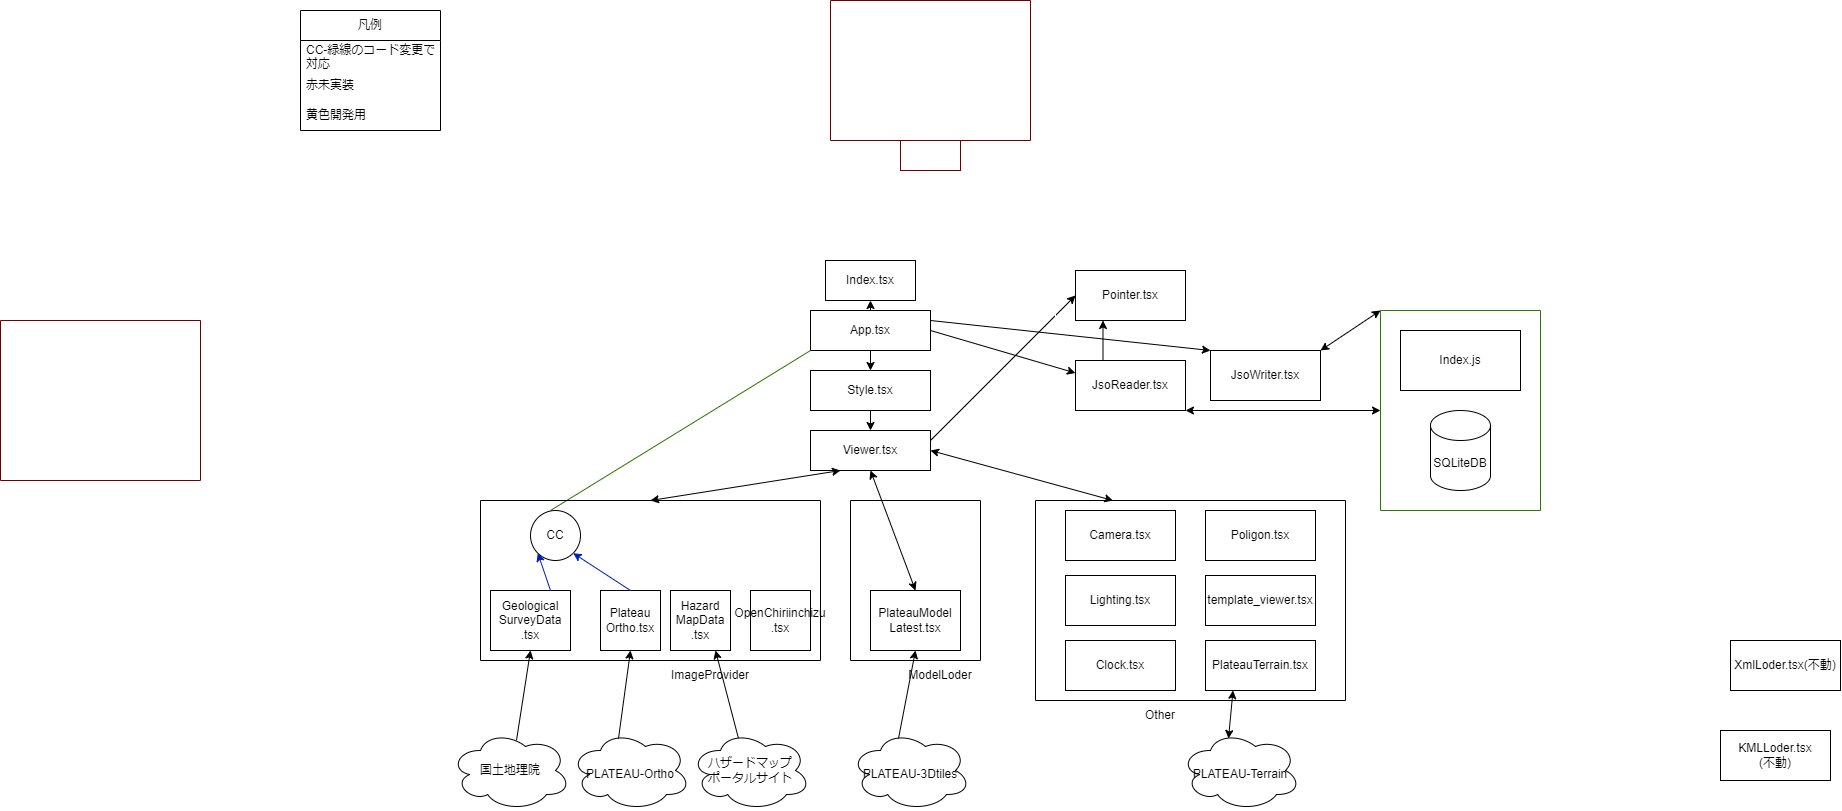 凡例
CC-緑線のコード変更で
対応
赤未実装
黄色開発用
Index.tsx
App.tsx
Style.tsx
Viewer.tsx
Pointer.tsx
JsoReader.tsx
JsoWriter.tsx
Index.js
SQLiteDB
CC
Geological
SurveyData
.tsx
Plateau
Ortho.tsx
Hazard
MapData
.tsx
OpenChiriinchizu
.tsx
ImageProvider
PlateauModel
Latest.tsx
ModelLoder
Camera.tsx
Poligon.tsx
Lighting.tsx
template_viewer.tsx
Clock.tsx
PlateauTerrain.tsx
Other
XmlLoder.tsx(不動)
KMLLoder.tsx
(不動)
国土地理院
PLATEAU-Ortho
ハザードマップ
ポータルサイト
PLATEAU-3Dtiles
PLATEAU-Terrain